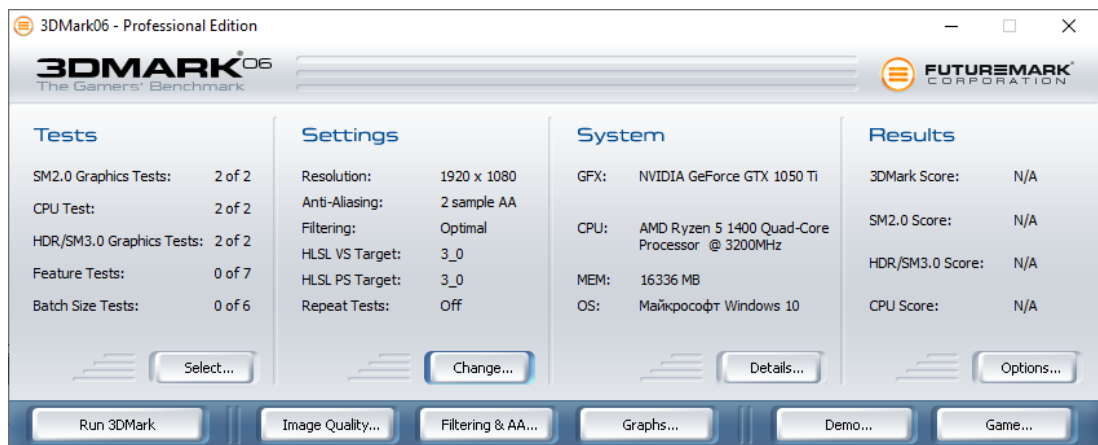 3DMark06 - Professional Edition
3DMARK®06
The Gamers' Benchmark
FUTUREMARK®
CORPORATION
Tests
SM2.0 Graphics Tests: 2 of 2
CPU Test: 2 of 2
HDR/SM3.0 Graphics Tests: 2 of 2
Feature Tests: 0 of 7
Batch Size Tests: 0 of 6
Select...
Settings
Resolution: 1920 x 1080
Anti-Aliasing: 2 sample AA
Filtering: Optimal
HLSL VS Target: 3_0
HLSL PS Target: 3_0
Repeat Tests: Off
Change...
System
GFX: NVIDIA GeForce GTX 1050 Ti
CPU: AMD Ryzen 5 1400 Quad-Core
Processor @ 3200MHz
MEM: 16336 MB
OS: Майкрософт Windows 10
Details...
Results
3DMark Score: N/A
SM2.0 Score: N/A
HDR/SM3.0 Score: N/A
CPU Score: N/A
Options...
Run 3DMark
Image Quality...
Filtering & AA...
Graphs...
Demo...
Game...